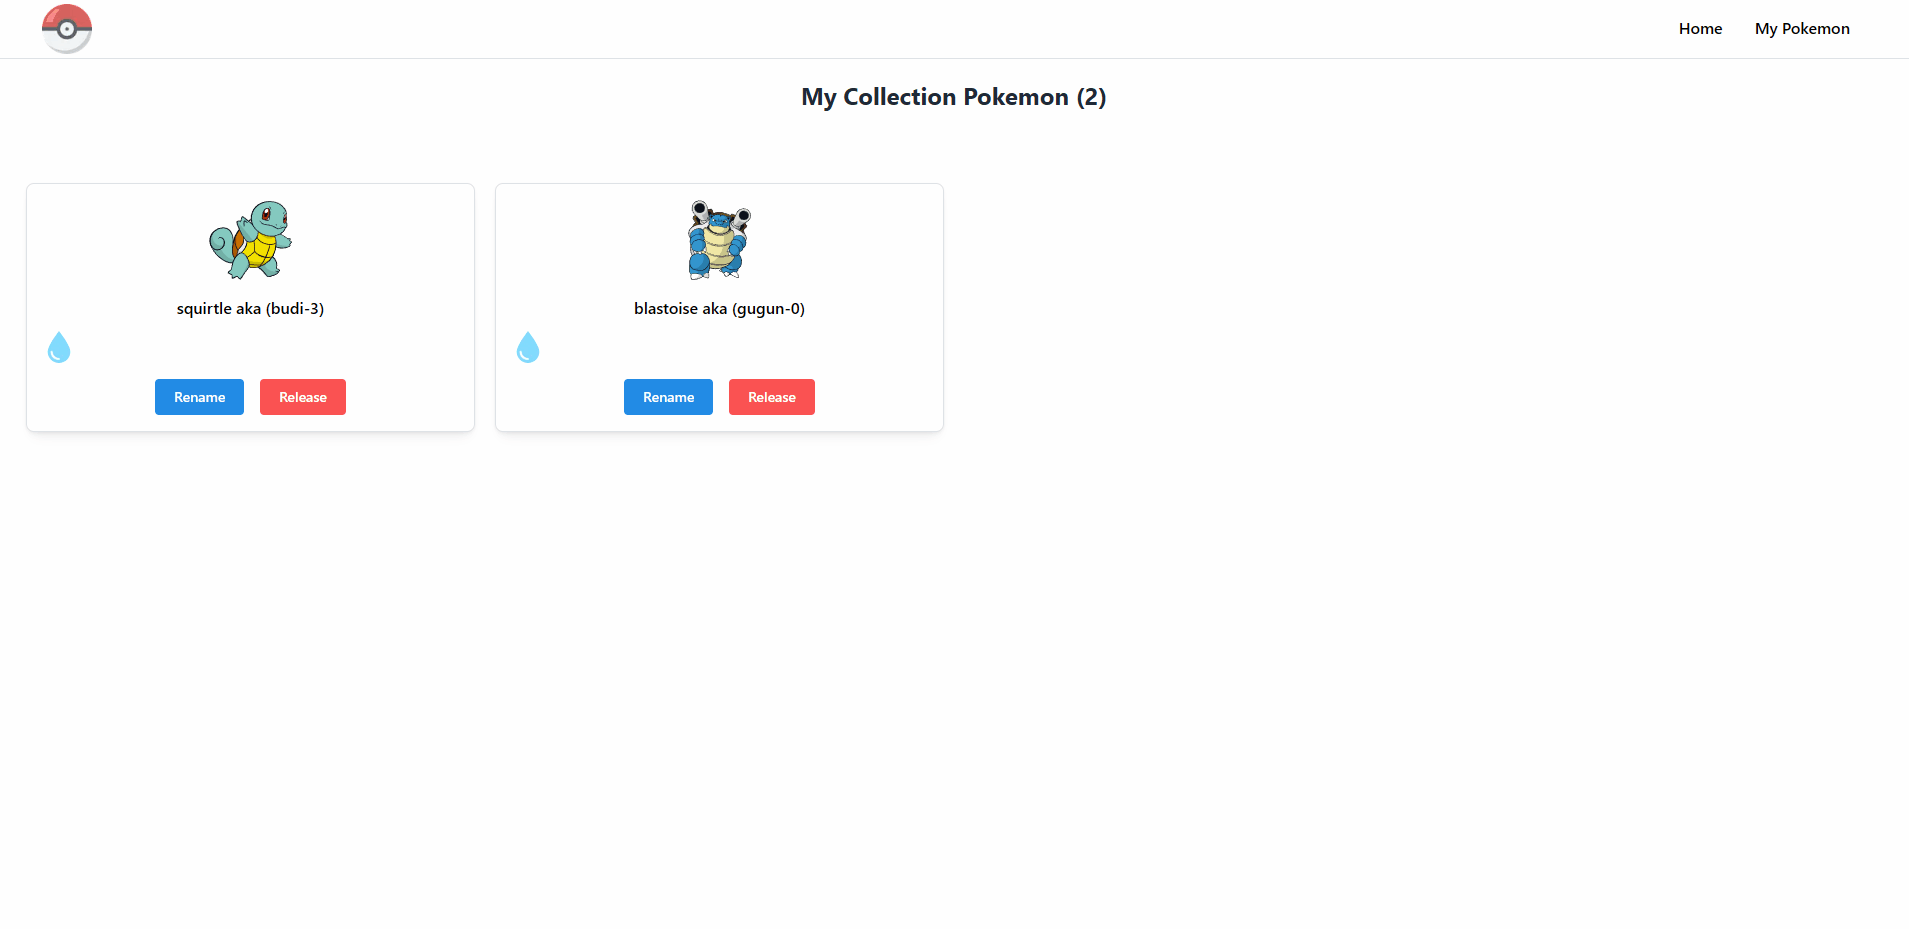 Home My Pokemon
My Collection Pokemon (2)
squirtle aka (budi-3)
Rename Release
blastoise aka (gugun-0)
Rename Release